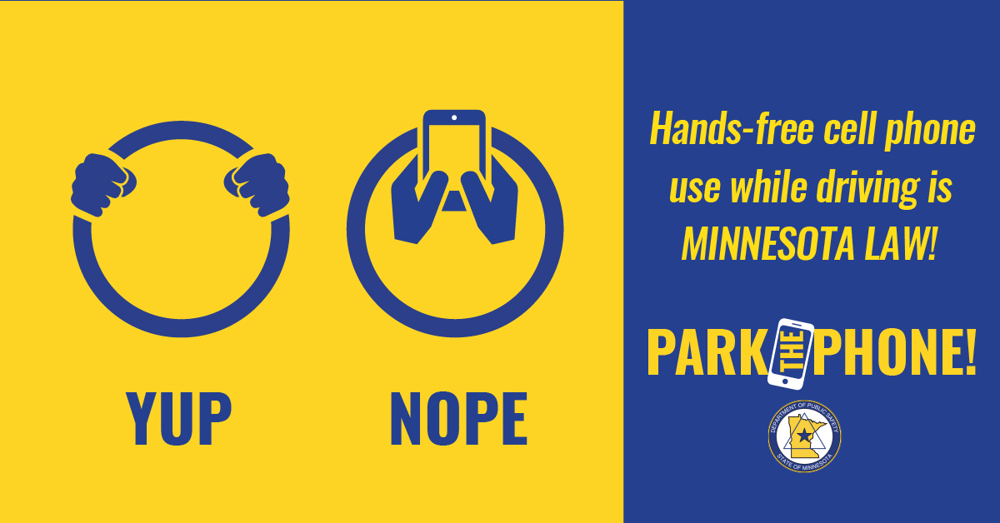 YUP
NOPE
Hands-free cell phone
use while driving is
MINNESOTA LAW!
PARK THE PHONE!
DEPARTMENT OF PUBLIC SAFETY
STATE OF MINNESOTA